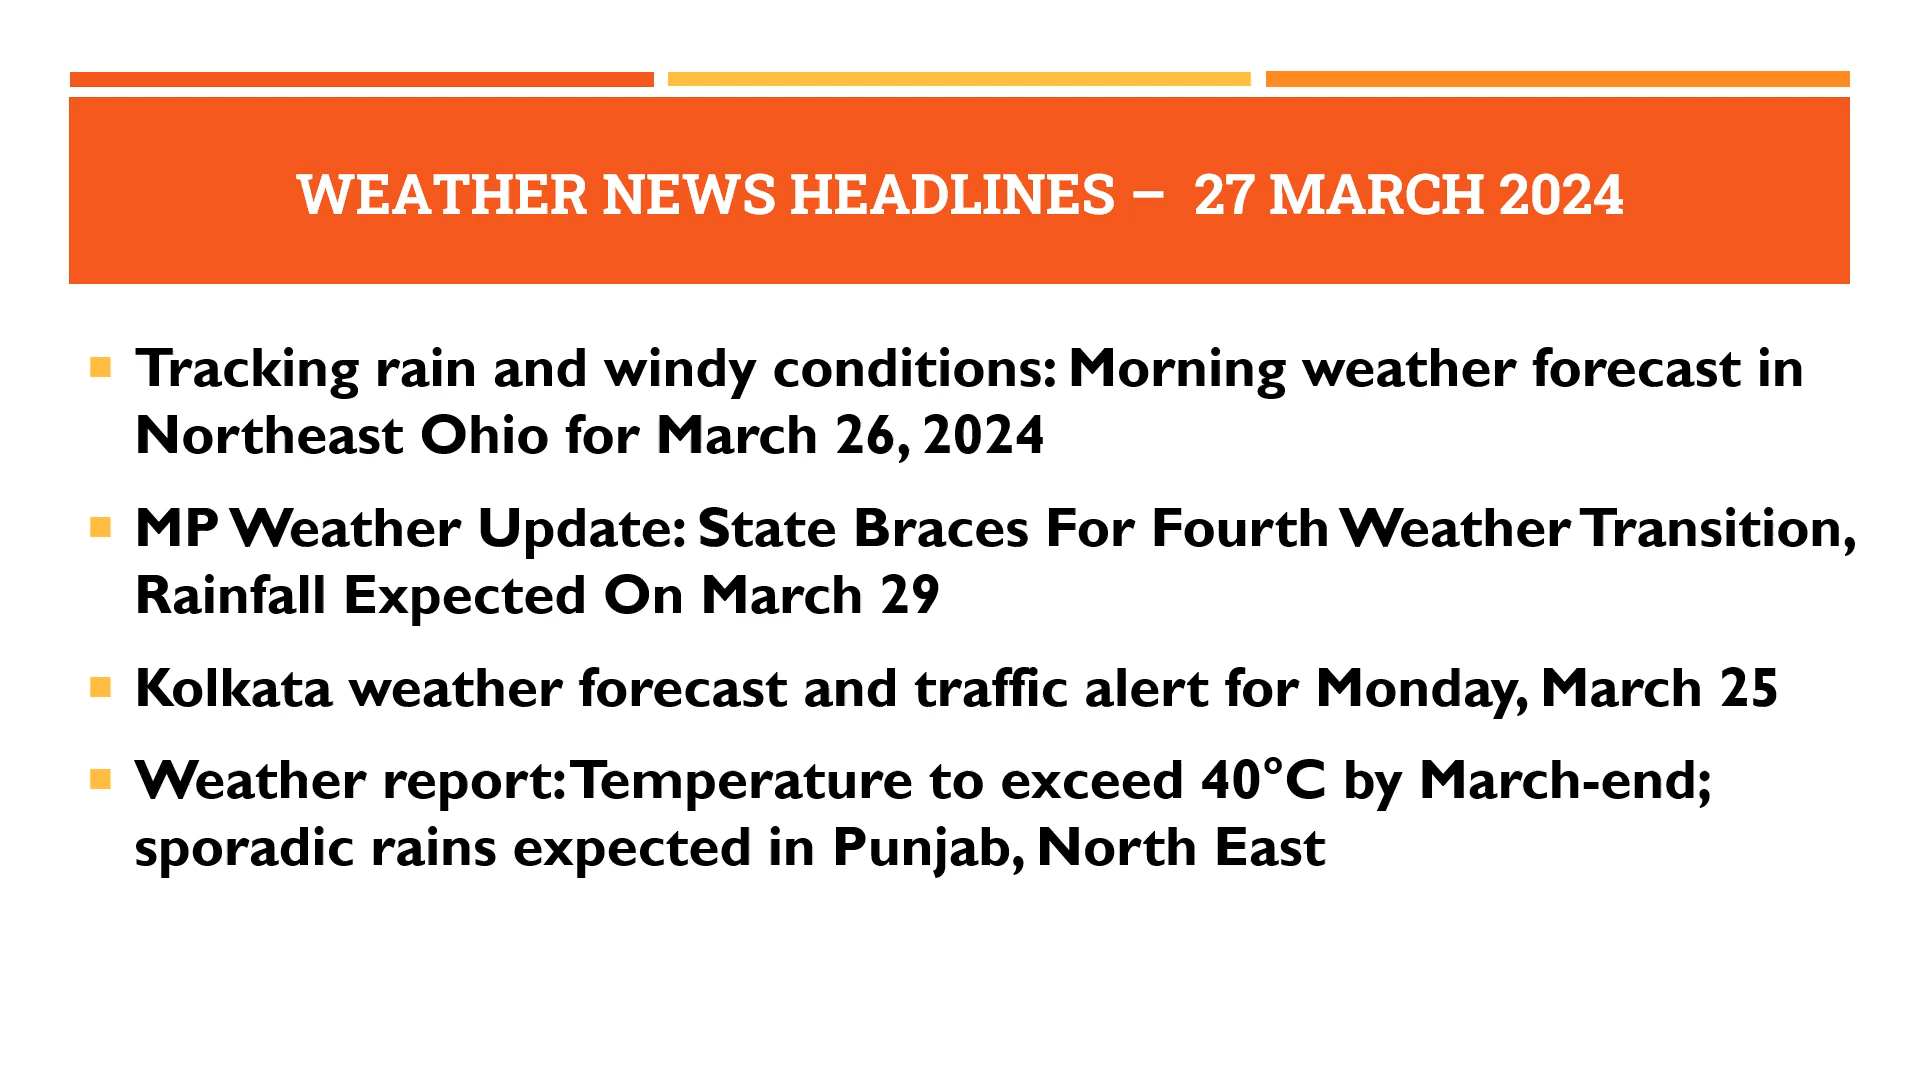 WEATHER NEWS HEADLINES – 27 MARCH 2024
Tracking rain and windy conditions: Morning weather forecast in
Northeast Ohio for March 26, 2024
MP Weather Update: State Braces For Fourth Weather Transition,
Rainfall Expected On March 29
Kolkata weather forecast and traffic alert for Monday, March 25
Weather report: Temperature to exceed 40°C by March-end;
sporadic rains expected in Punjab, North East